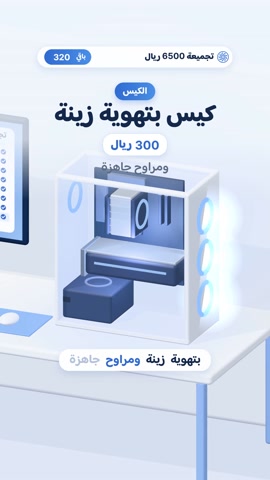 تجميعة 6500 ريال
باقي 320
الكيس
كيس بتهوية زينة
300 ريال
ومراوح جاهزة
بتهوية زينة ومراوح جاهزة